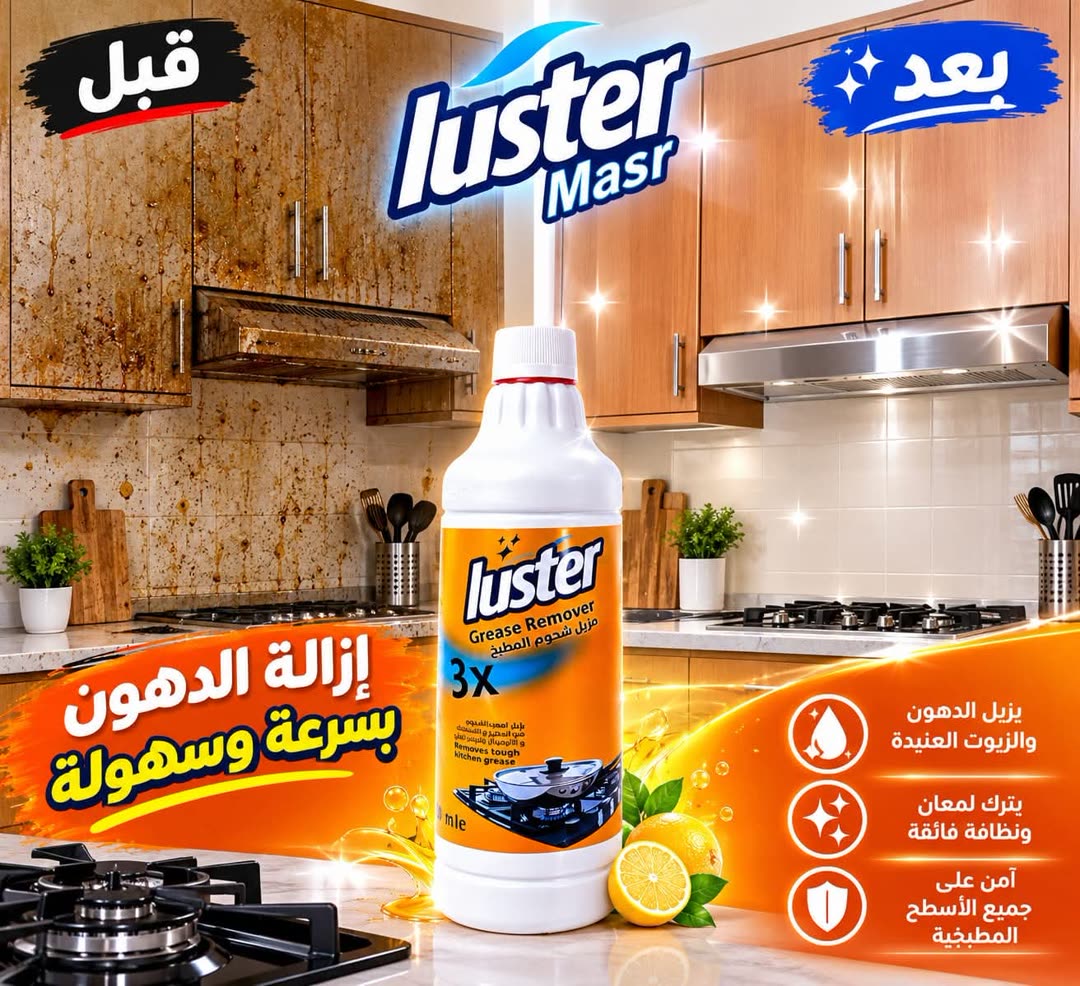 قبل
luster
Masr
بعد
luster
Grease Remover
مزيل شحوم المطبخ
3x
Removes tough
kitchen grease
mle
إزالة الدهون
بسرعة وسهولة
يزيل الدهون
والزيوت العنيدة
يترك لمعان
ونظافة فائقة
آمن على
جميع الأسطح
المطبخية